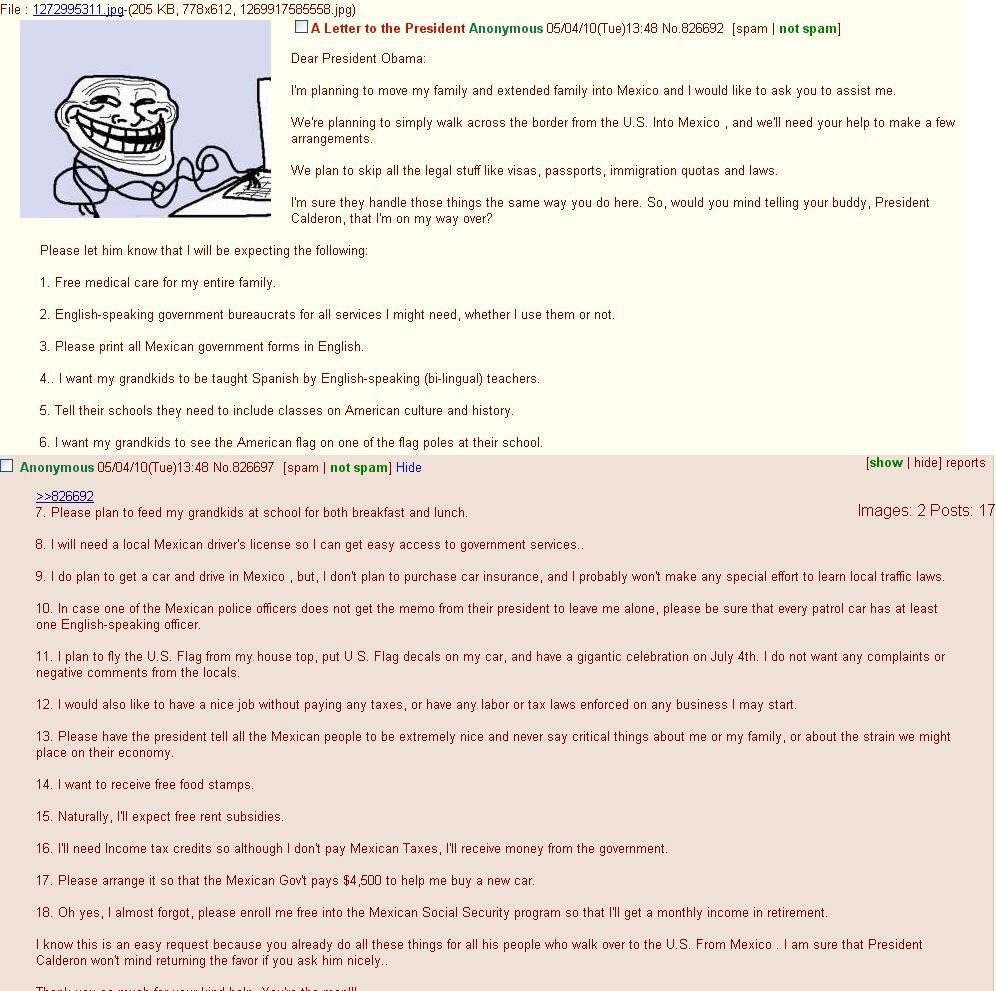 File : 1272995311.jpg-(205 KB, 778x612, 1269917585558.jpg)
A Letter to the President Anonymous 05/04/10(Tue)13:48 No.826692 [spam | not spam]
Dear President Obama:
I'm planning to move my family and extended family into Mexico and I would like to ask you to assist me.
We're planning to simply walk across the border from the U.S. Into Mexico , and we'll need your help to make a few
arrangements.
We plan to skip all the legal stuff like visas, passports, immigration quotas and laws.
I'm sure they handle those things the same way you do here. So, would you mind telling your buddy, President
Calderon, that I'm on my way over?
Please let him know that I will be expecting the following:
1. Free medical care for my entire family.
2. English-speaking government bureaucrats for all services I might need, whether I use them or not.
3. Please print all Mexican government forms in English.
4.. I want my grandkids to be taught Spanish by English-speaking (bi-lingual) teachers.
5. Tell their schools they need to include classes on American culture and history.
6. I want my grandkids to see the American flag on one of the flag poles at their school.
Anonymous 05/04/10(Tue)13:48 No.826697 [spam | not spam] Hide
[show | hide] reports
>>826692
Images: 2 Posts: 17
7. Please plan to feed my grandkids at school for both breakfast and lunch.
8. I will need a local Mexican driver's license so I can get easy access to government services..
9. I do plan to get a car and drive in Mexico , but, I don't plan to purchase car insurance, and I probably won't make any special effort to learn local traffic laws.
10. In case one of the Mexican police officers does not get the memo from their president to leave me alone, please be sure that every patrol car has at least
one English-speaking officer.
11. I plan to fly the U.S. Flag from my house top, put U S. Flag decals on my car, and have a gigantic celebration on July 4th. I do not want any complaints or
negative comments from the locals.
12. I would also like to have a nice job without paying any taxes, or have any labor or tax laws enforced on any business I may start.
13. Please have the president tell all the Mexican people to be extremely nice and never say critical things about me or my family, or about the strain we might
place on their economy.
14. I want to receive free food stamps.
15. Naturally, I'll expect free rent subsidies.
16. I'll need Income tax credits so although I don't pay Mexican Taxes, I'll receive money from the government.
17. Please arrange it so that the Mexican Gov't pays $4,500 to help me buy a new car.
18. Oh yes, I almost forgot, please enroll me free into the Mexican Social Security program so that I'll get a monthly income in retirement.
I know this is an easy request because you already do all these things for all his people who walk over to the U.S. From Mexico . I am sure that President
Calderon won't mind returning the favor if you ask him nicely..
Thank you so much for your kind help. You're the man!!!